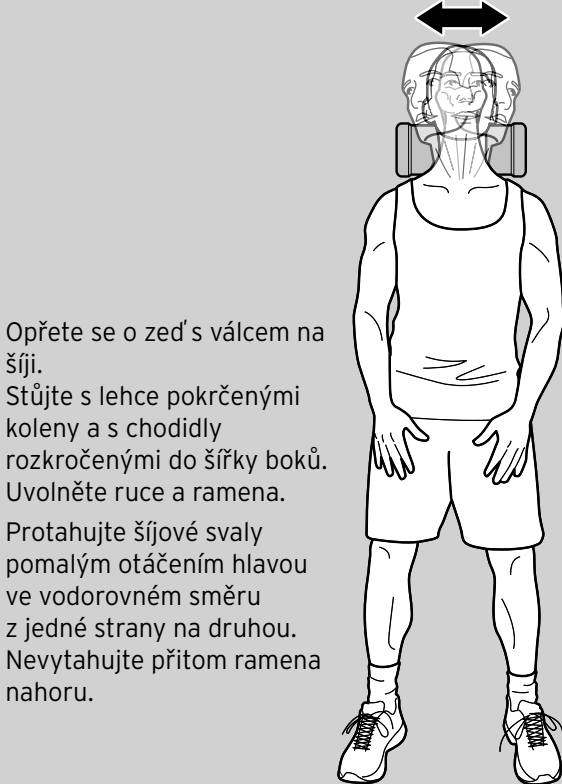 Opřete se o zeď s válcem na
šíji.
Stůjte s lehce pokrčenými
koleny a s chodidly
rozkročenými do šířky boků.
Uvolněte ruce a ramena.
Protahujte šíjové svaly
pomalým otáčením hlavou
ve vodorovném směru
z jedné strany na druhou.
Nevytahujte přitom ramena
nahoru.